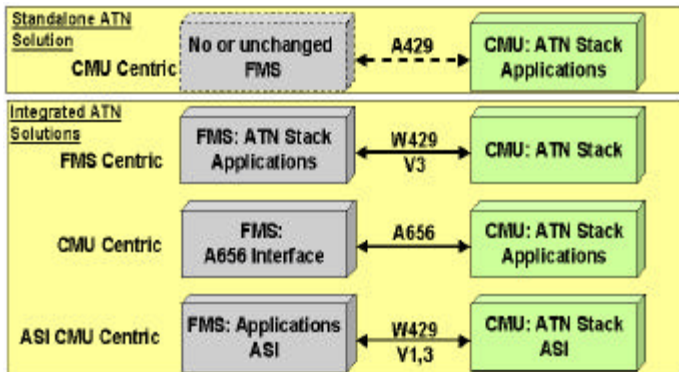 Standalone ATN
Solution
CMU Centric
No or unchanged
FMS
A429
CMU: ATN Stack
Applications
Integrated ATN
Solutions
FMS Centric
FMS: ATN Stack
Applications
W429
V3
CMU: ATN Stack
CMU Centric
FMS:
A656 Interface
A656
CMU: ATN Stack
Applications
ASI CMU Centric
FMS: Applications
ASI
W429
V1,3
CMU: ATN Stack
ASI